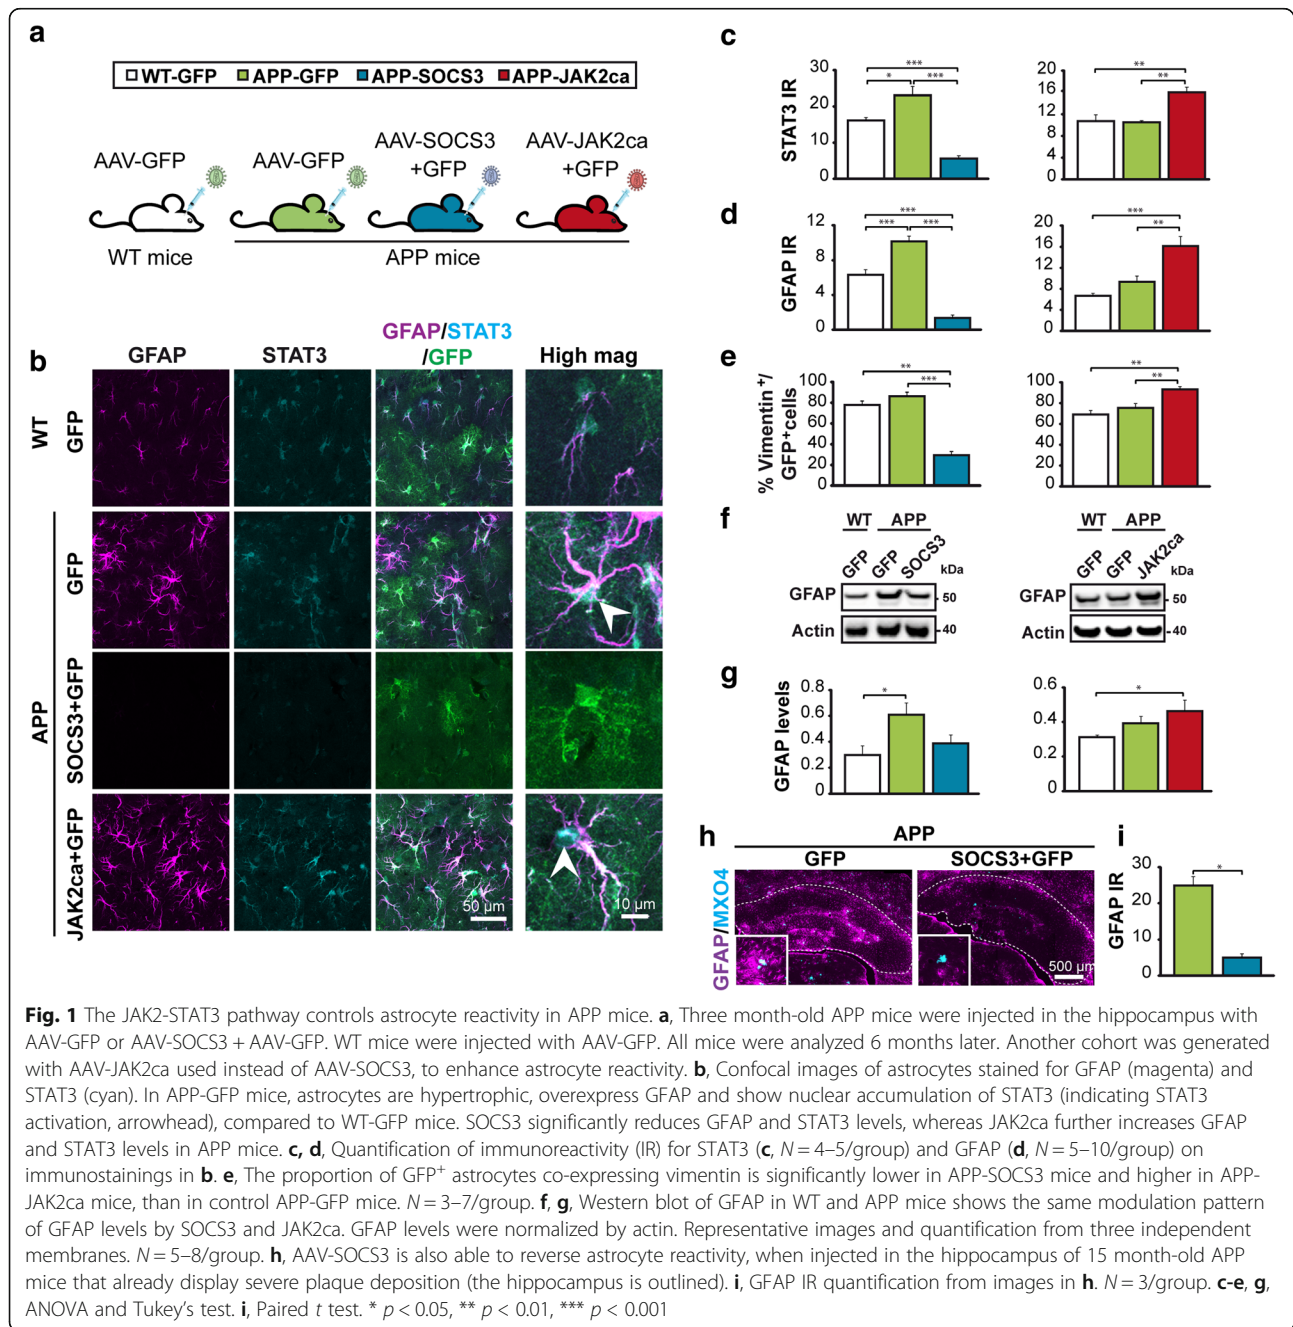 a
WT-GFP APP-GFP APP-SOCS3 APP-JAK2ca
AAV-GFP AAV-GFP AAV-SOCS3 +GFP AAV-JAK2ca +GFP
WT mice APP mice
b
GFAP STAT3 GFAP/STAT3 /GFP High mag
WT GFP
APP
GFP
SOCS3+GFP
JAK2ca+GFP
50 µm 10 µm
c
STAT3 IR
30
20
10
0
*** * ***
20
16
12
8
4
0
** **
d
GFAP IR
12
8
4
0
*** *** ***
20
16
12
8
4
0
*** **
e
% Vimentin+/
GFP+cells
100
80
60
40
20
0
** ***
100
80
60
40
20
0
** **
f
WT APP
GFP GFP SOCS3 kDa
GFAP - 50
Actin - 40
WT APP
GFP GFP JAK2ca kDa
GFAP - 50
Actin - 40
g
GFAP levels
0.8
0.6
0.4
0.2
0
*
0.6
0.4
0.2
0
*
h
APP
GFP SOCS3+GFP
GFAP/MXO4
500 µm
i
GFAP IR
30
20
10
0
*
Fig. 1 The JAK2-STAT3 pathway controls astrocyte reactivity in APP mice. a, Three month-old APP mice were injected in the hippocampus with
AAV-GFP or AAV-SOCS3 + AAV-GFP. WT mice were injected with AAV-GFP. All mice were analyzed 6 months later. Another cohort was generated
with AAV-JAK2ca used instead of AAV-SOCS3, to enhance astrocyte reactivity. b, Confocal images of astrocytes stained for GFAP (magenta) and
STAT3 (cyan). In APP-GFP mice, astrocytes are hypertrophic, overexpress GFAP and show nuclear accumulation of STAT3 (indicating STAT3
activation, arrowhead), compared to WT-GFP mice. SOCS3 significantly reduces GFAP and STAT3 levels, whereas JAK2ca further increases GFAP
and STAT3 levels in APP mice. c, d, Quantification of immunoreactivity (IR) for STAT3 (c, N = 4–5/group) and GFAP (d, N = 5–10/group) on
immunostainings in b. e, The proportion of GFP+ astrocytes co-expressing vimentin is significantly lower in APP-SOCS3 mice and higher in APP-
JAK2ca mice, than in control APP-GFP mice. N = 3–7/group. f, g, Western blot of GFAP in WT and APP mice shows the same modulation pattern
of GFAP levels by SOCS3 and JAK2ca. GFAP levels were normalized by actin. Representative images and quantification from three independent
membranes. N = 5–8/group. h, AAV-SOCS3 is also able to reverse astrocyte reactivity, when injected in the hippocampus of 15 month-old APP
mice that already display severe plaque deposition (the hippocampus is outlined). i, GFAP IR quantification from images in h. N = 3/group. c-e, g,
ANOVA and Tukey's test. i, Paired t test. * p < 0.05, ** p < 0.01, *** p < 0.001